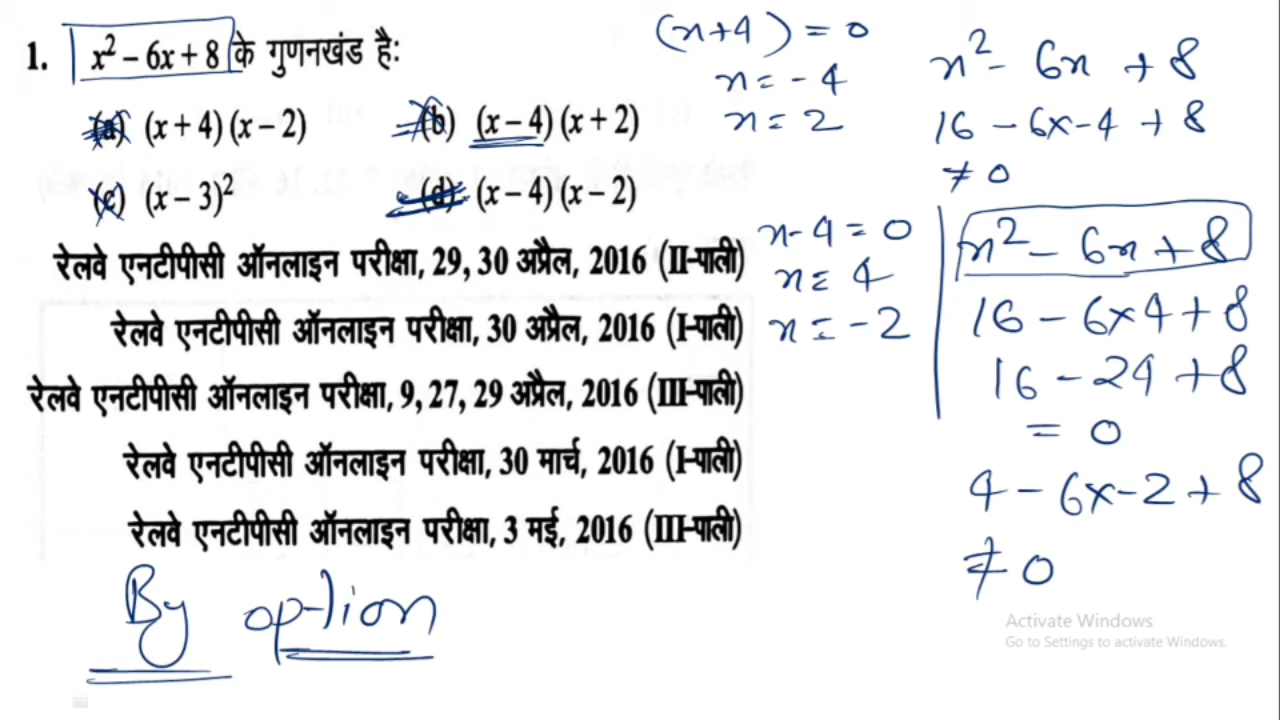 1. x² – 6x + 8 के गुणनखंड है:
(a) (x + 4) (x – 2) (b) (x – 4) (x + 2)
(c) (x – 3)² (d) (x – 4) (x – 2)
रेलवे एनटीपीसी ऑनलाइन परीक्षा, 29, 30 अप्रैल, 2016 (II-पाली)
रेलवे एनटीपीसी ऑनलाइन परीक्षा, 30 अप्रैल, 2016 (I-पाली)
रेलवे एनटीपीसी ऑनलाइन परीक्षा, 9, 27, 29 अप्रैल, 2016 (III-पाली)
रेलवे एनटीपीसी ऑनलाइन परीक्षा, 30 मार्च, 2016 (I-पाली)
रेलवे एनटीपीसी ऑनलाइन परीक्षा, 3 मई, 2016 (III-पाली)
By option
(x+4) = 0
x = -4
x = 2
x² - 6x + 8
16 - 6x-4 + 8
≠ 0
x-4 = 0
x = 4
x = -2
x² - 6x + 8
16 - 6x4 + 8
16 - 24 + 8
= 0
4 - 6x-2 + 8
≠ 0
Activate Windows
Go to Settings to activate Windows.